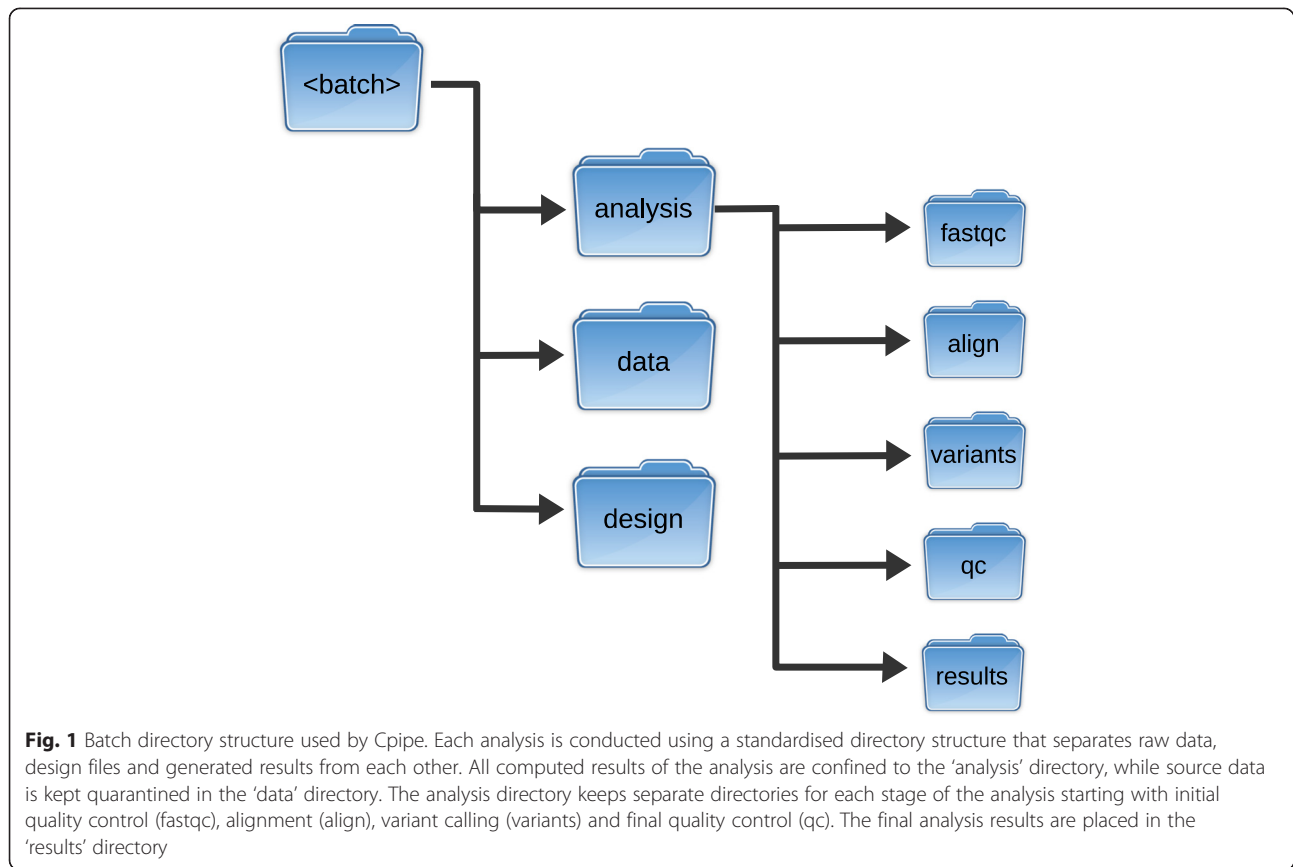 <batch>
analysis
data
design
fastqc
align
variants
qc
results
Fig. 1 Batch directory structure used by Cpipe. Each analysis is conducted using a standardised directory structure that separates raw data,
design files and generated results from each other. All computed results of the analysis are confined to the ‘analysis’ directory, while source data
is kept quarantined in the ‘data’ directory. The analysis directory keeps separate directories for each stage of the analysis starting with initial
quality control (fastqc), alignment (align), variant calling (variants) and final quality control (qc). The final analysis results are placed in the
‘results’ directory